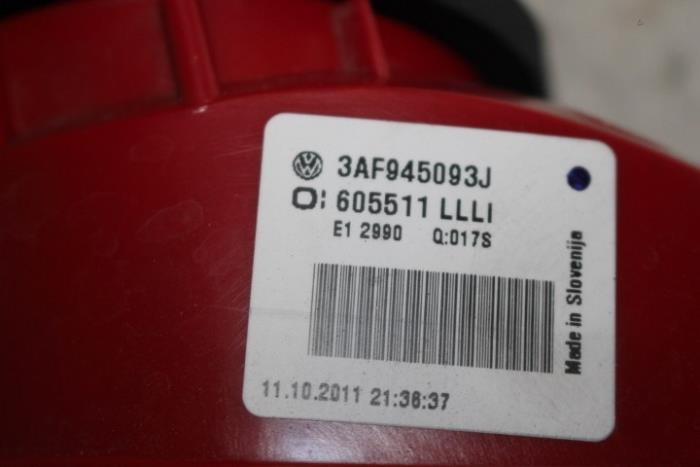 3AF945093J
605511 LLLI
E1 2990 Q:017S
Made in Slovenija
11.10.2011 21:36:37